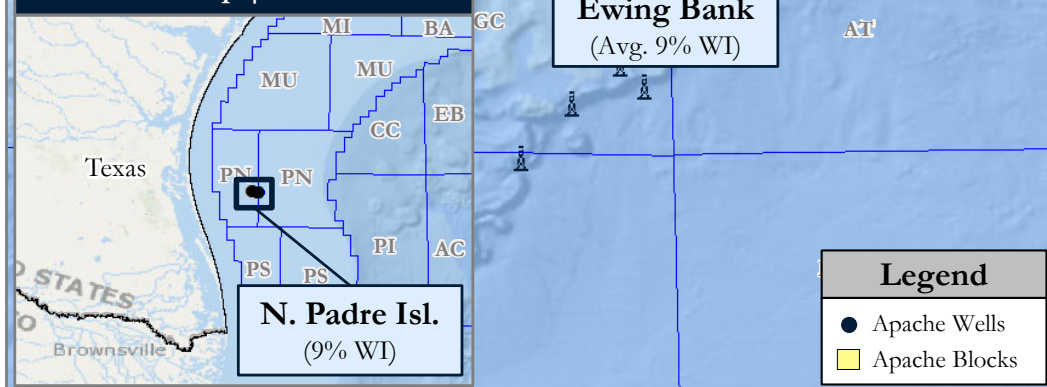 MI
BA
MU
MU
EB
CC
Texas
PN
PN
PI
AC
PS
PS
STATES
Brownsville
N. Padre Isl.
(9% WI)
GC
Ewing Bank
(Avg. 9% WI)
AT
Legend
Apache Wells
Apache Blocks